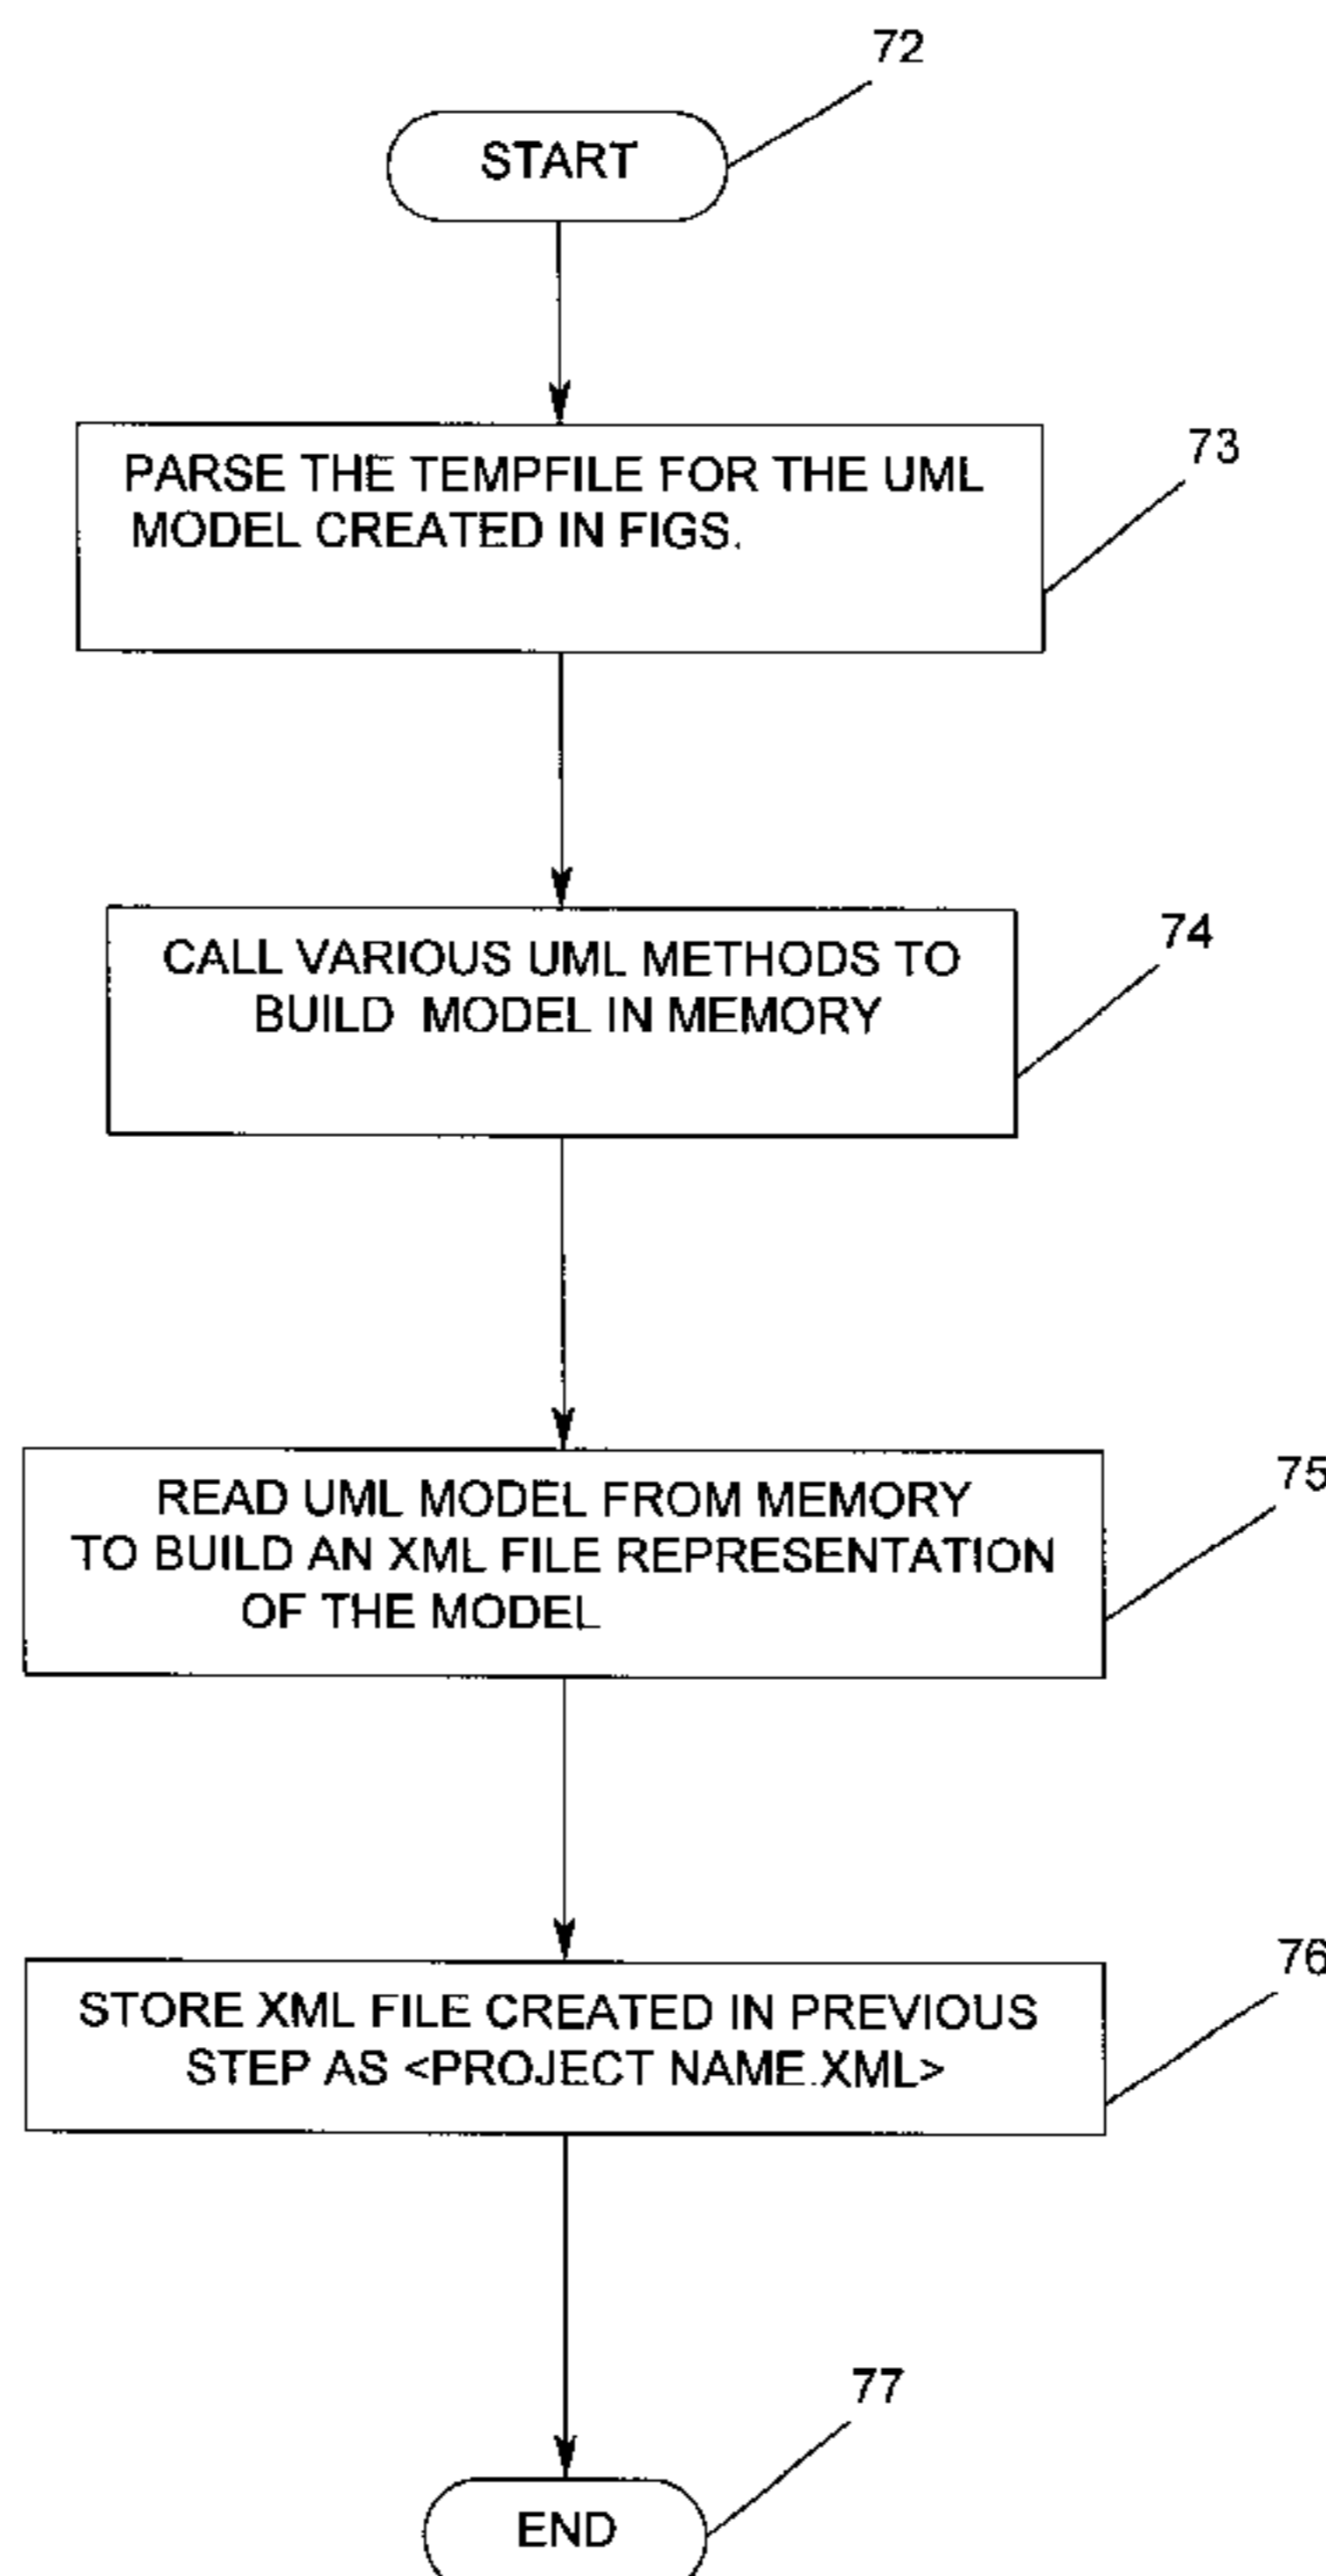 72
START
PARSE THE TEMPFILE FOR THE UML
MODEL CREATED IN FIGS.
73
CALL VARIOUS UML METHODS TO
BUILD MODEL IN MEMORY
74
READ UML MODEL FROM MEMORY
TO BUILD AN XML FILE REPRESENTATION
OF THE MODEL
75
STORE XML FILE CREATED IN PREVIOUS
STEP AS <PROJECT NAME.XML>
76
77
END